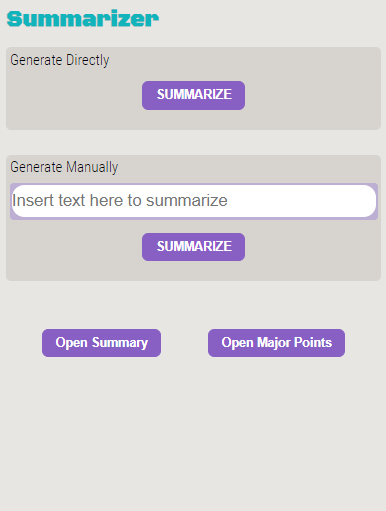 Summarizer
Generate Directly
SUMMARIZE
Generate Manually
Insert text here to summarize
SUMMARIZE
Open Summary
Open Major Points